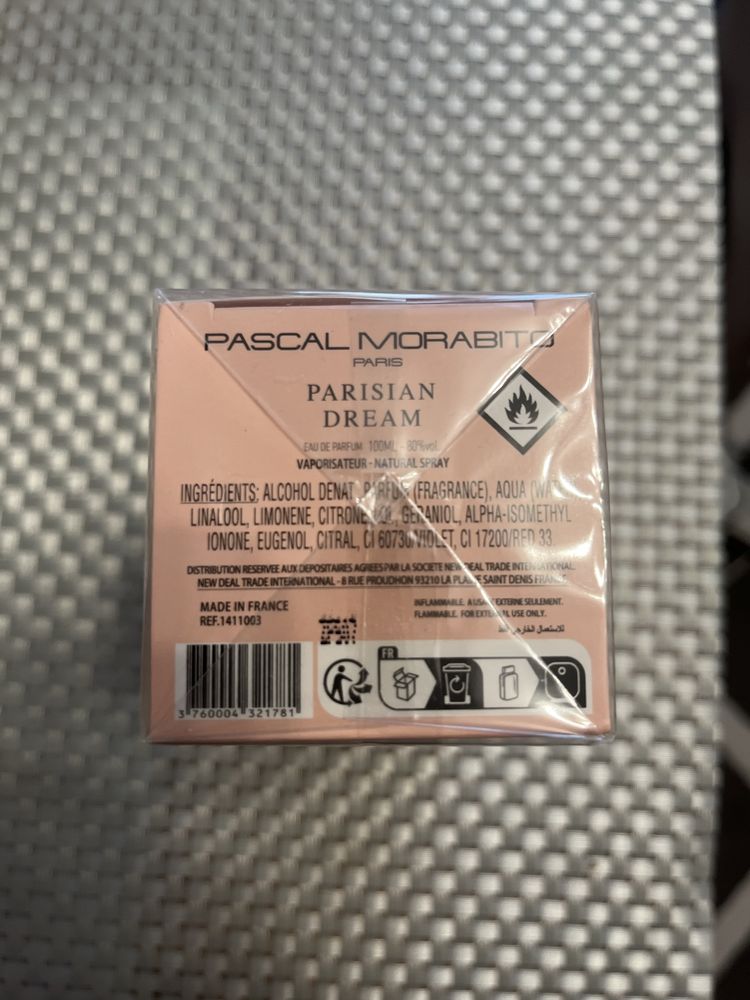 PASCAL MORABITO
PARIS
PARISIAN
DREAM
EAU DE PARFUM 100ML - 80%vol.
VAPORISATEUR - NATURAL SPRAY
INGRÉDIENTS: ALCOHOL DENAT, PARFUM (FRAGRANCE), AQUA
LINALOOL, LIMONENE, GERANIOL, ALPHA-ISOMETHYL
IONONE, EUGENOL, CITRAL, CI 60730/VIOLET, CI 17200/RED 33.
DISTRIBUTION RESERVEE AUX DEPOSITAIRES AGREES PAR LA SOCIETE NEW DEAL TRADE INTERNATIONAL.
NEW DEAL TRADE INTERNATIONAL - 8 RUE PROUDHON 93210 LA PLAINE SAINT DENIS FRANCE
MADE IN FRANCE
REF.1411003
INFLAMMABLE. A USAGE EXTERNE SEULEMENT.
FLAMMABLE. FOR EXTERNAL USE ONLY.
للاستعمال الخارجي فقط
FR
3 760004 321781